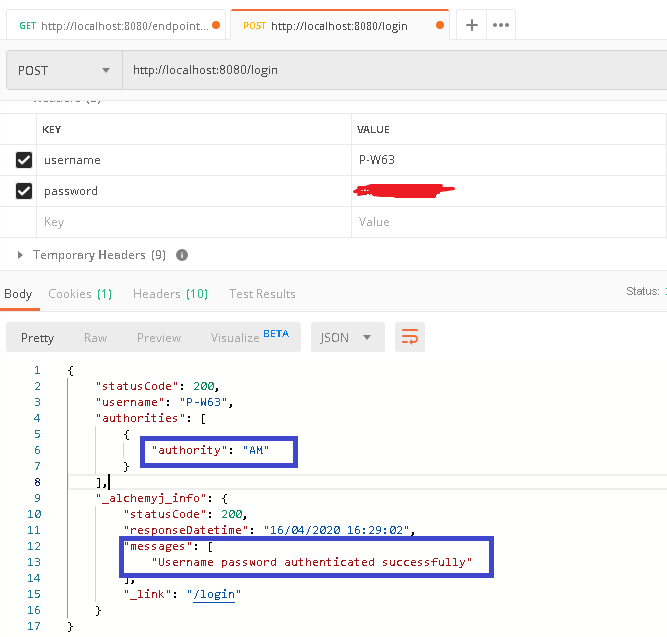 GET http://localhost:8080/endpoint... POST http://localhost:8080/login + •••
POST http://localhost:8080/login
KEY VALUE
username P-W63
password
Key Value
Temporary Headers (9) i
Body Cookies (1) Headers (10) Test Results Status:
Pretty Raw Preview Visualize BETA JSON
1 {
2 "statusCode": 200,
3 "username": "P-W63",
4 "authorities": [
5 {
6 "authority": "AM"
7 }
8 ],
9 "_alchemyj_info": {
10 "statusCode": 200,
11 "responseDatetime": "16/04/2020 16:29:02",
12 "messages": [
13 "Username password authenticated successfully"
14 ],
15 "_link": "/login"
16 }
17 }